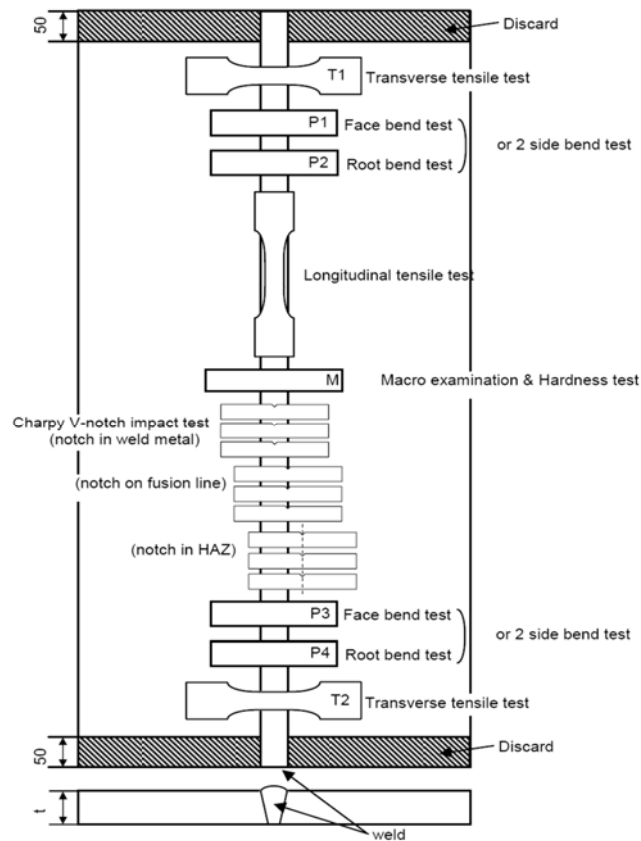 50
Discard
T1
Transverse tensile test
P1
Face bend test
or 2 side bend test
P2
Root bend test
Longitudinal tensile test
M
Macro examination & Hardness test
Charpy V-notch impact test
(notch in weld metal)
(notch on fusion line)
(notch in HAZ)
P3
Face bend test
or 2 side bend test
P4
Root bend test
T2
Transverse tensile test
50
Discard
t
weld